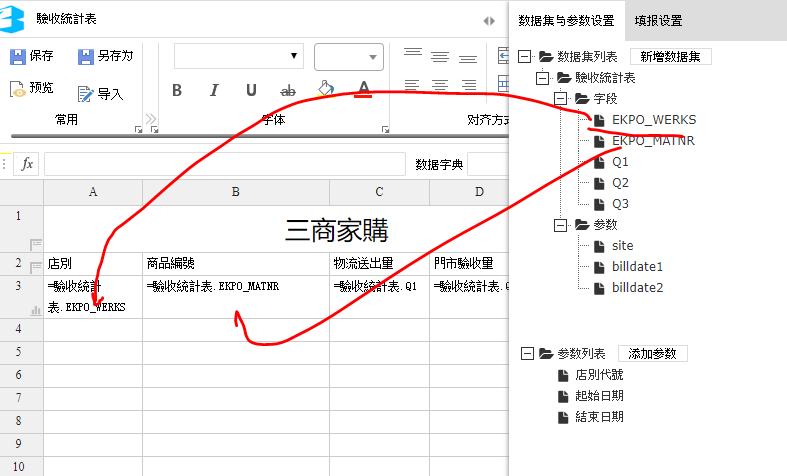 驗收統計表
保存
另存为
预览
导入
常用
B I U ab A
字体
对齐方式
fx
数据字典
A B C D
1 三商家購
2 店別 商品編號 物流送出量 門市驗收量
3 =驗收統計表.EKPO_WERKS =驗收統計表.EKPO_MATNR =驗收統計表.Q1 =驗收統計表.Q
4
5
6
7
8
9
10
数据集与参数设置 填报设置
数据集列表 新增数据集
驗收統計表
字段
EKPO_WERKS
EKPO_MATNR
Q1
Q2
Q3
参数
site
billdate1
billdate2
参数列表 添加参数
店別代號
起始日期
結束日期